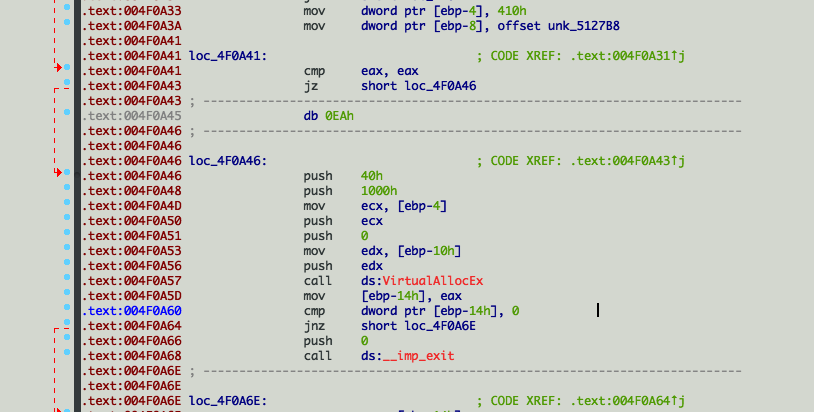 .text:004F0A33 mov dword ptr [ebp-4], 410h
.text:004F0A3A mov dword ptr [ebp-8], offset unk_5127B8
.text:004F0A41
.text:004F0A41 loc_4F0A41: ; CODE XREF: .text:004F0A31↑j
.text:004F0A41 cmp eax, eax
.text:004F0A43 jz short loc_4F0A46
.text:004F0A43 ; ---------------------------------------------------------------------------
.text:004F0A45 db 0EAh
.text:004F0A46 ; ---------------------------------------------------------------------------
.text:004F0A46
.text:004F0A46 loc_4F0A46: ; CODE XREF: .text:004F0A43↑j
.text:004F0A46 push 40h
.text:004F0A48 push 1000h
.text:004F0A4D mov ecx, [ebp-4]
.text:004F0A50 push ecx
.text:004F0A51 push 0
.text:004F0A53 mov edx, [ebp-10h]
.text:004F0A56 push edx
.text:004F0A57 call ds:VirtualAllocEx
.text:004F0A5D mov [ebp-14h], eax
.text:004F0A60 cmp dword ptr [ebp-14h], 0
.text:004F0A64 jnz short loc_4F0A6E
.text:004F0A66 push 0
.text:004F0A68 call ds:__imp_exit
.text:004F0A6E ; ---------------------------------------------------------------------------
.text:004F0A6E
.text:004F0A6E loc_4F0A6E: ; CODE XREF: .text:004F0A64↑j